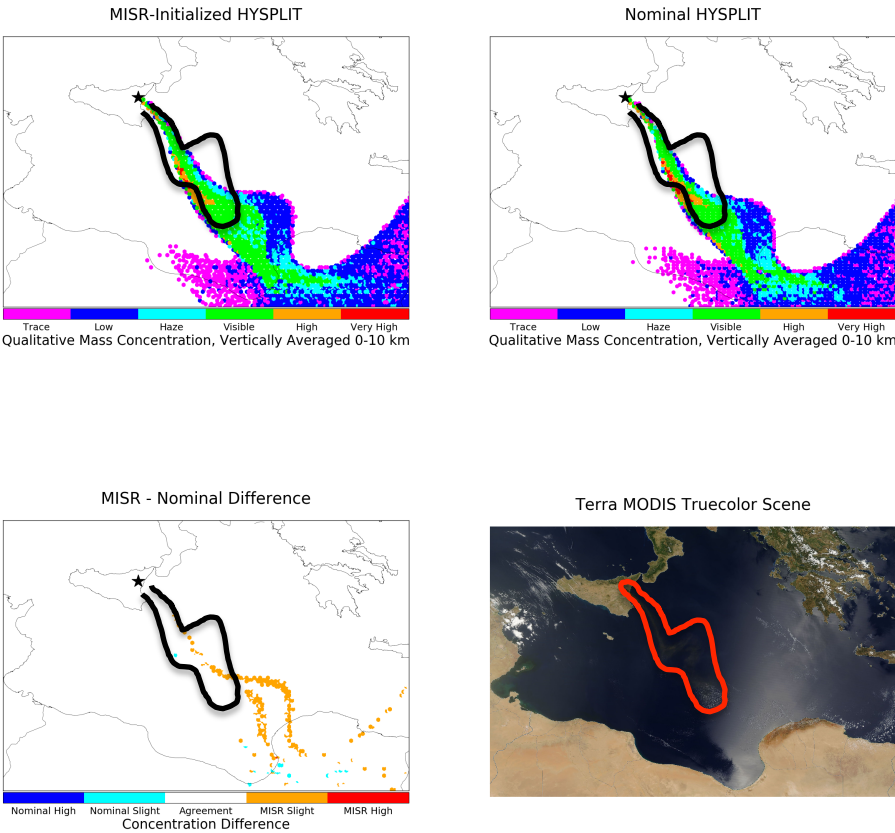 MISR-Initialized HYSPLIT
Nominal HYSPLIT
Trace Low Haze Visible High Very High
Qualitative Mass Concentration, Vertically Averaged 0-10 km
Trace Low Haze Visible High Very High
Qualitative Mass Concentration, Vertically Averaged 0-10 km
MISR - Nominal Difference
Terra MODIS Truecolor Scene
Nominal High Nominal Slight Agreement MISR Slight MISR High
Concentration Difference